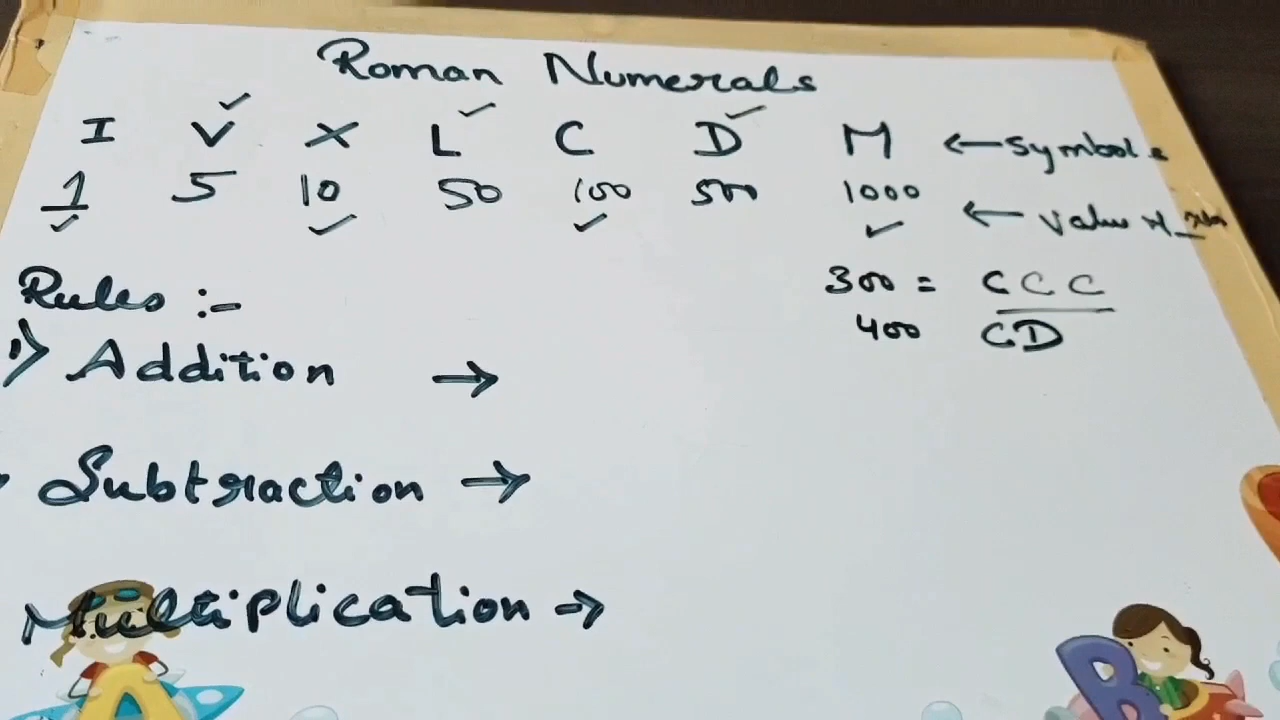 Roman Numerals
I V X L C D M ← Symbols
1 5 10 50 100 500 1000 ← Value
300 = CCC
400 CD
Rules :-
1) Addition →
Subtraction →
Multiplication →
A
B